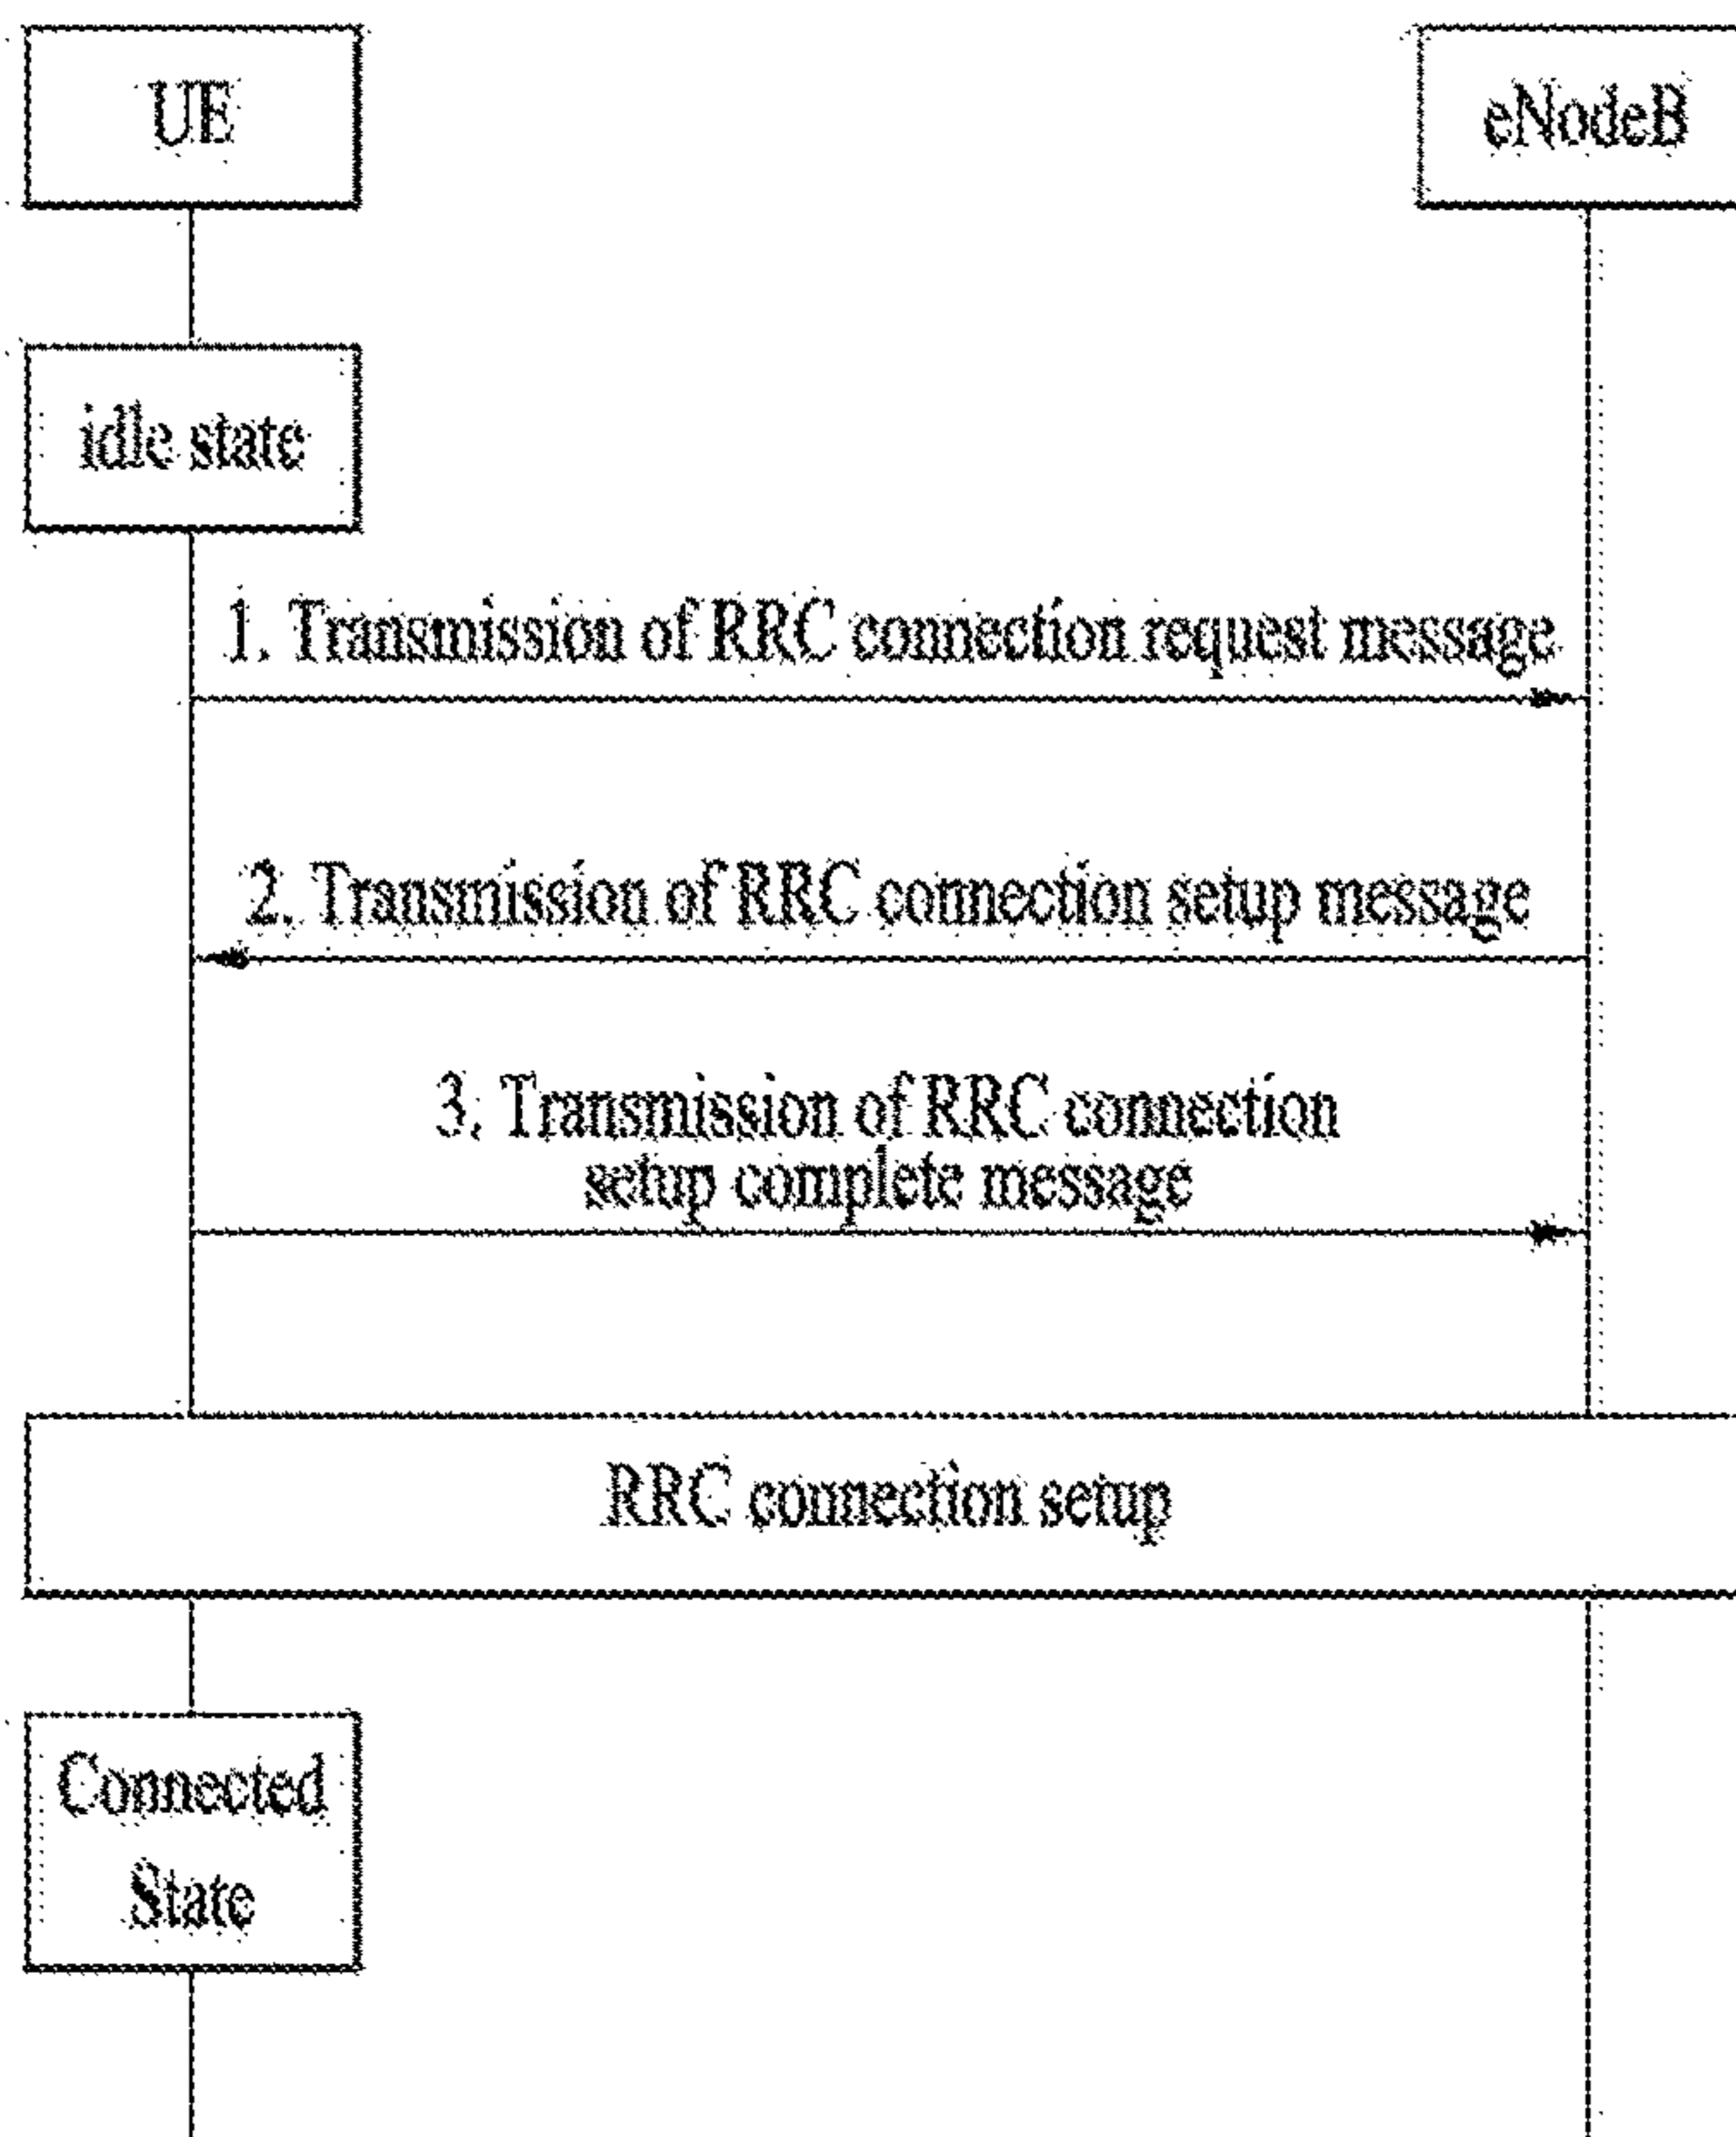 UE
eNodeB
idle state
1. Transmission of RRC connection request message
2. Transmission of RRC connection setup message
3. Transmission of RRC connection
setup complete message
RRC connection setup
Connected
State